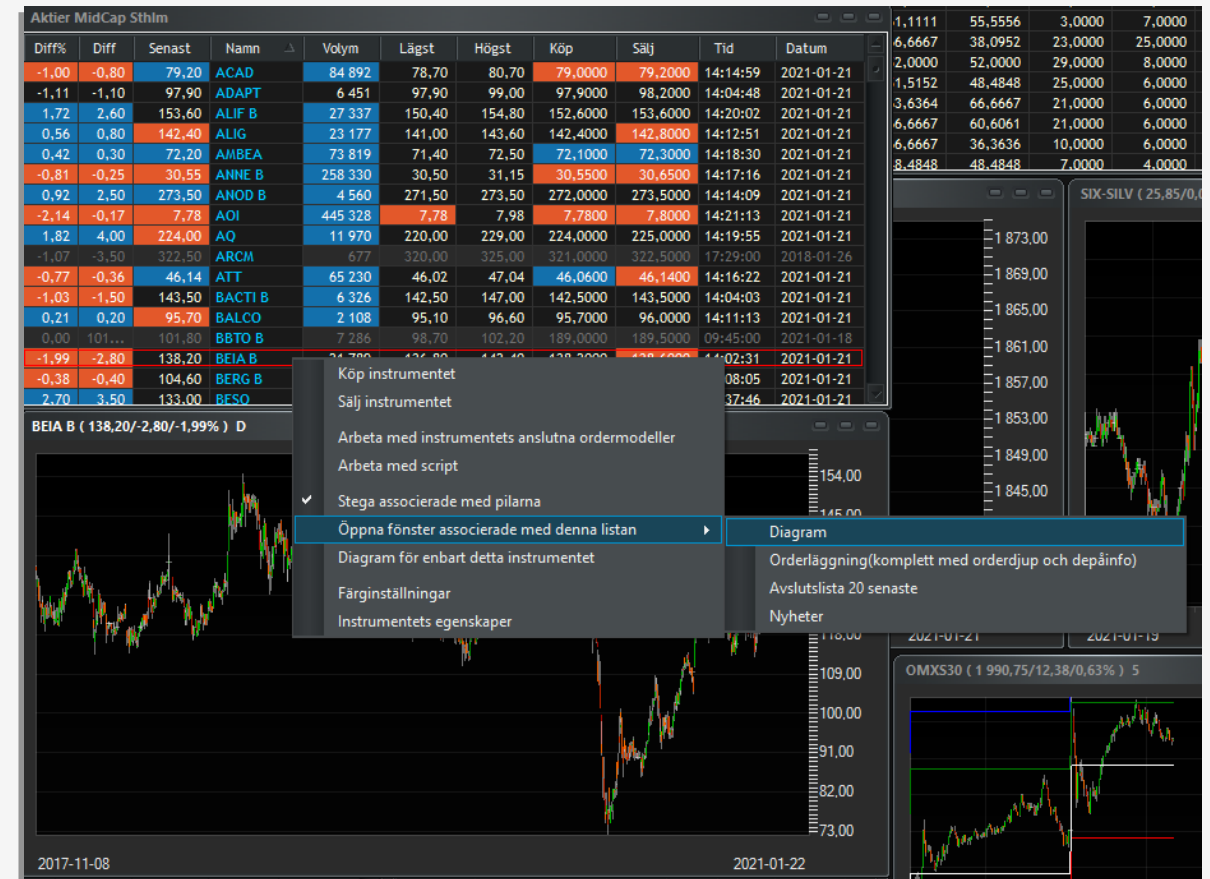 Aktier MidCap Sthlm
Diff% Diff Senast Namn Volym Lägst Högst Köp Sälj Tid Datum
-1,00 -0,80 79,20 ACAD 84 892 78,70 80,70 79,0000 79,2000 14:14:59 2021-01-21
-1,11 -1,10 97,90 ADAPT 6 451 97,90 99,00 97,9000 98,2000 14:04:48 2021-01-21
1,72 2,60 153,60 ALIF B 27 337 150,40 154,80 152,6000 153,6000 14:20:02 2021-01-21
0,56 0,80 142,40 ALIG 23 177 141,00 143,60 142,4000 142,8000 14:12:51 2021-01-21
0,42 0,30 72,20 AMBEA 73 819 71,40 72,50 72,1000 72,3000 14:18:30 2021-01-21
-0,81 -0,25 30,55 ANNE B 258 330 30,50 31,15 30,5500 30,6500 14:17:16 2021-01-21
0,92 2,50 273,50 ANOD B 4 560 271,50 273,50 272,0000 273,5000 14:14:09 2021-01-21
-2,14 -0,17 7,78 AOI 445 328 7,78 7,98 7,7800 7,8000 14:21:13 2021-01-21
1,82 4,00 224,00 AQ 11 970 220,00 229,00 224,0000 225,0000 14:19:55 2021-01-21
-1,07 -3,50 322,50 ARCM 677 320,00 325,00 321,0000 322,5000 17:29:00 2018-01-26
-0,77 -0,36 46,14 ATT 65 230 46,02 47,04 46,0600 46,1400 14:16:22 2021-01-21
-1,03 -1,50 143,50 BACTI B 6 326 142,50 147,00 142,5000 143,5000 14:04:03 2021-01-21
0,21 0,20 95,70 BALCO 2 108 95,10 96,60 95,7000 96,0000 14:11:13 2021-01-21
0,00 101... 101,80 BBTO B 7 286 98,70 102,20 189,0000 189,5000 09:45:00 2021-01-18
-1,99 -2,80 138,20 BEIA B 14:02:31 2021-01-21
-0,38 -0,40 104,60 BERG B 08:05 2021-01-21
2,70 3,50 133,00 BESQ 37:46 2021-01-21
1,1111 55,5556 3,0000 7,0000
6,6667 38,0952 23,0000 25,0000
2,0000 52,0000 29,0000 8,0000
1,5152 48,4848 25,0000 6,0000
3,6364 66,6667 21,0000 6,0000
6,6667 60,6061 21,0000 6,0000
6,6667 36,3636 10,0000 6,0000
8,4848 48,4848 7,0000 4,0000
Köp instrumentet
Sälj instrumentet
Arbeta med instrumentets anslutna ordermodeller
Arbeta med script
Stega associerade med pilarna
Öppna fönster associerade med denna listan
Diagram för enbart detta instrumentet
Färginställningar
Instrumentets egenskaper
Diagram
Orderläggning(komplett med orderdjup och depåinfo)
Avslutslista 20 senaste
Nyheter
BEIA B ( 138,20/-2,80/-1,99% ) D
154,00
145,00
118,00
109,00
100,00
91,00
82,00
73,00
2017-11-08 2021-01-22
1 873,00
1 869,00
1 865,00
1 861,00
1 857,00
1 853,00
1 849,00
1 845,00
2021-01-21
SIX-SILV ( 25,85/0,
2021-01-19
OMXS30 ( 1 990,75/12,38/0,63% ) 5